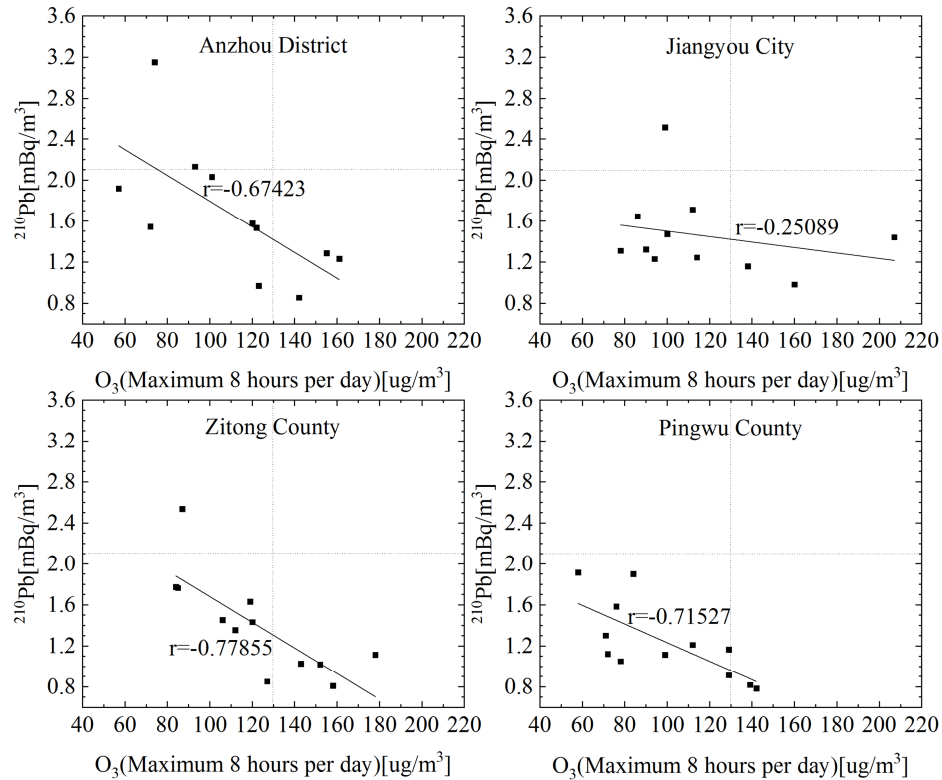 Anzhou District
3.6
3.2
2.8
2.4
2.0
1.6
1.2
0.8
²¹⁰Pb[mBq/m³]
r=-0.67423
40 60 80 100 120 140 160 180 200 220
O₃(Maximum 8 hours per day)[ug/m³]
Jiangyou City
3.6
3.2
2.8
2.4
2.0
1.6
1.2
0.8
²¹⁰Pb[mBq/m³]
r=-0.25089
40 60 80 100 120 140 160 180 200 220
O₃(Maximum 8 hours per day)[ug/m³]
Zitong County
3.6
3.2
2.8
2.4
2.0
1.6
1.2
0.8
²¹⁰Pb[mBq/m³]
r=-0.77855
40 60 80 100 120 140 160 180 200 220
O₃(Maximum 8 hours per day)[ug/m³]
Pingwu County
3.6
3.2
2.8
2.4
2.0
1.6
1.2
0.8
²¹⁰Pb[mBq/m³]
r=-0.71527
40 60 80 100 120 140 160 180 200 220
O₃(Maximum 8 hours per day)[ug/m³]